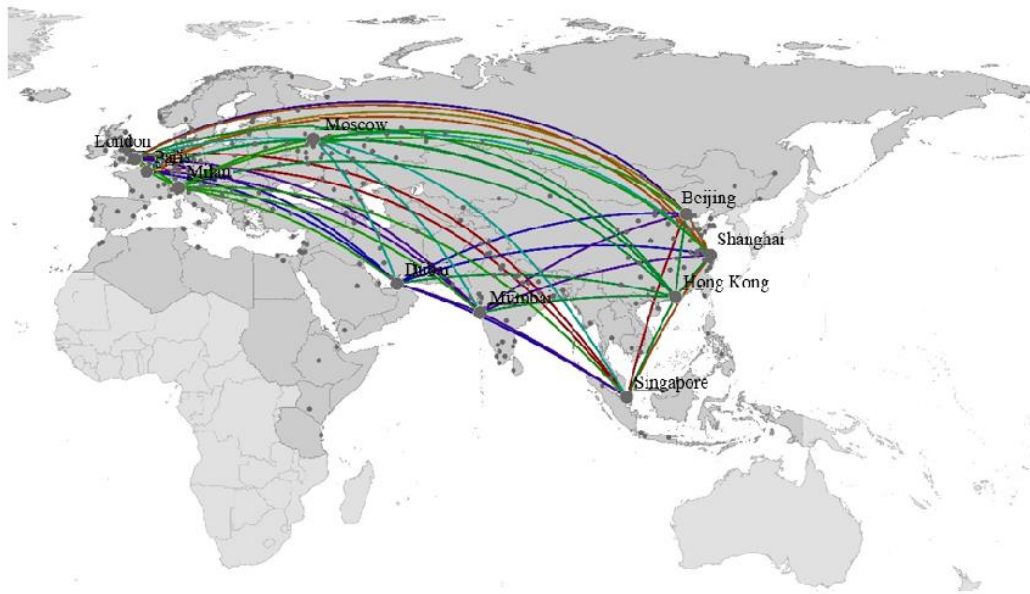 Moscow
London
Paris
Milan
Beijing
Shanghai
Dubai
Hong Kong
Mumbai
Singapore